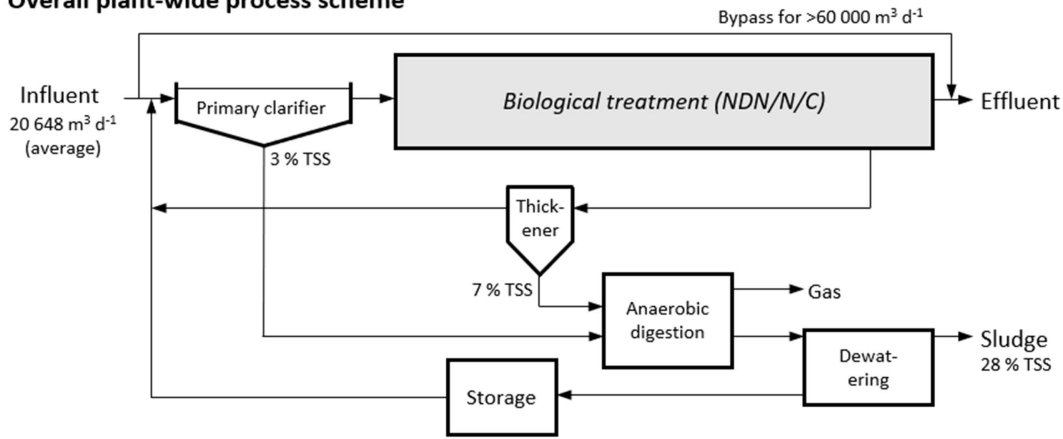 Overall plant-wide process scheme
Bypass for >60 000 m³ d⁻¹
Influent
20 648 m³ d⁻¹
(average)
Primary clarifier
Biological treatment (NDN/N/C)
Effluent
3 % TSS
Thick-
ener
7 % TSS
Anaerobic
digestion
Gas
Dewat-
ering
Sludge
28 % TSS
Storage